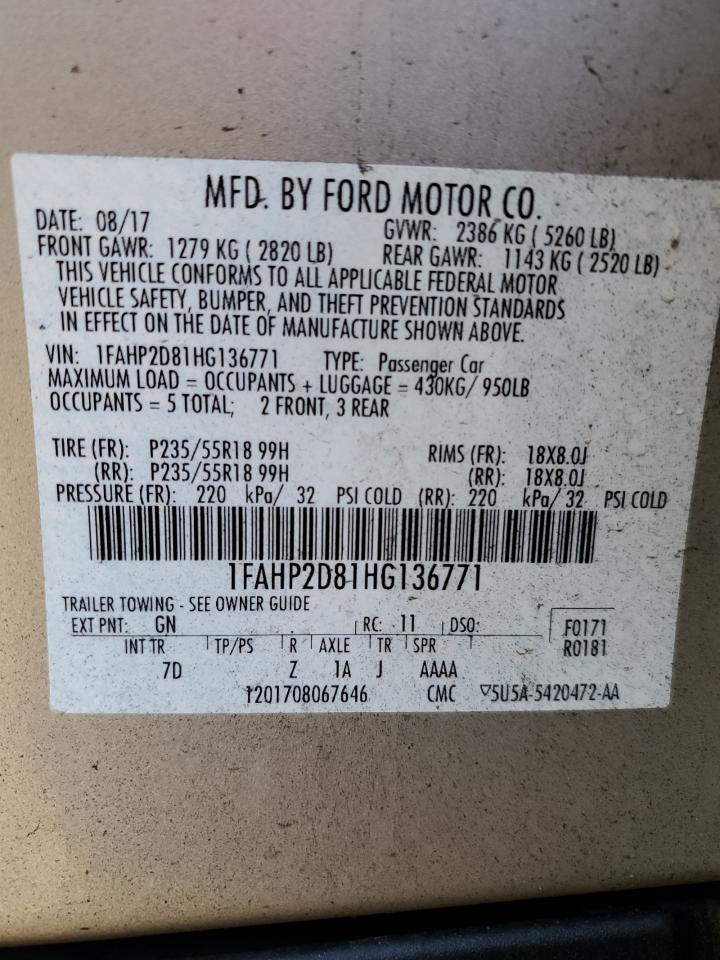 MFD. BY FORD MOTOR CO.
DATE: 08/17 GVWR: 2386 KG ( 5260 LB)
FRONT GAWR: 1279 KG ( 2820 LB) REAR GAWR: 1143 KG ( 2520 LB)
THIS VEHICLE CONFORMS TO ALL APPLICABLE FEDERAL MOTOR
VEHICLE SAFETY, BUMPER, AND THEFT PREVENTION STANDARDS
IN EFFECT ON THE DATE OF MANUFACTURE SHOWN ABOVE.
VIN: 1FAHP2D81HG136771 TYPE: Passenger Car
MAXIMUM LOAD = OCCUPANTS + LUGGAGE = 430KG/ 950LB
OCCUPANTS = 5 TOTAL; 2 FRONT, 3 REAR
TIRE (FR): P235/55R18 99H RIMS (FR): 18X8.0J
(RR): P235/55R18 99H (RR): 18X8.0J
PRESSURE (FR): 220 kPa/ 32 PSI COLD (RR): 220 kPa/ 32 PSI COLD
1FAHP2D81HG136771
TRAILER TOWING - SEE OWNER GUIDE
EXT PNT: GN RC: 11 DSO: F0171
INT TR TP/PS R AXLE TR SPR R0181
7D Z 1A J AAAA
↑201708067646 CMC ▽5U5A-5420472-AA